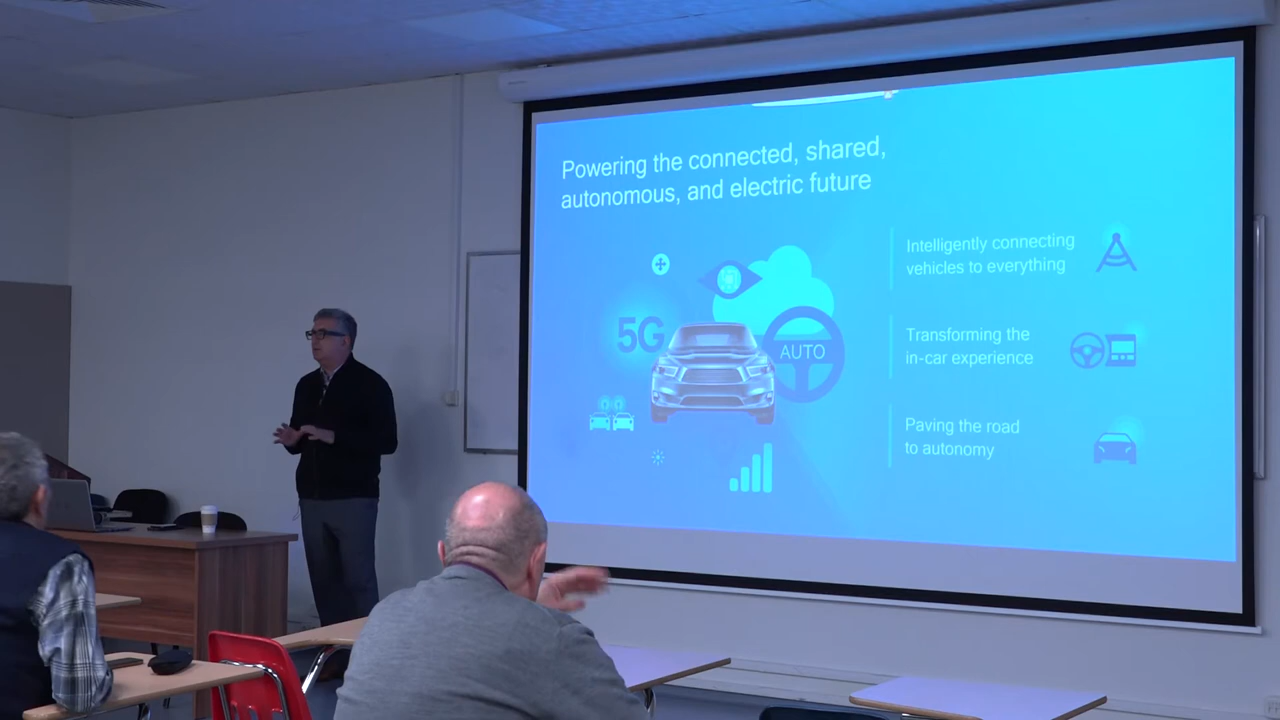 Powering the connected, shared,
autonomous, and electric future
Intelligently connecting
vehicles to everything
5G
AUTO
Transforming the
in-car experience
Paving the road
to autonomy